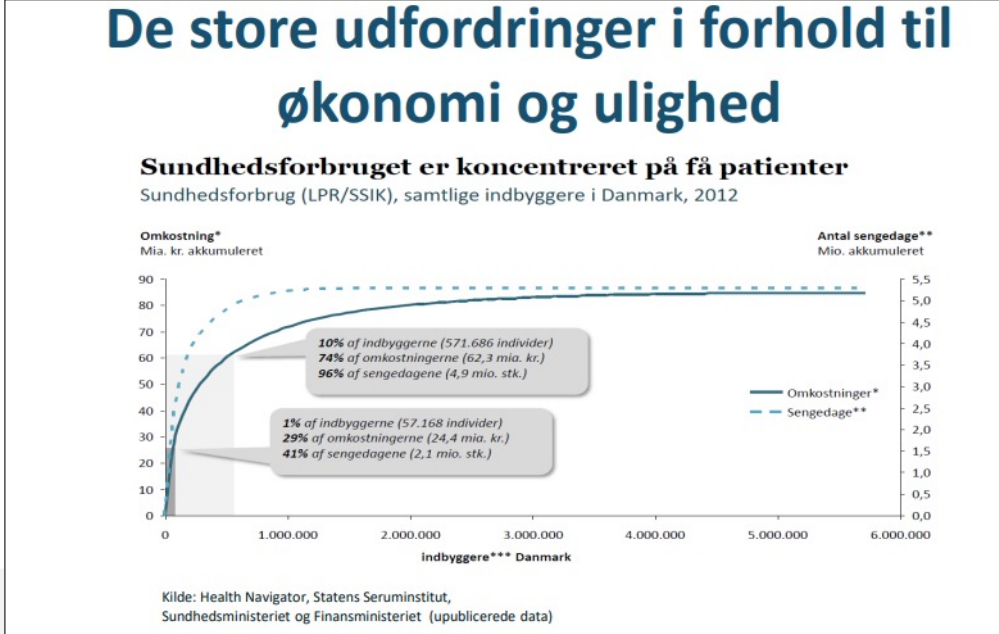 De store udfordringer i forhold til
økonomi og ulighed
Sundhedsforbruget er koncentreret på få patienter
Sundhedsforbrug (LPR/SSIK), samtlige indbyggere i Danmark, 2012
Omkostning*
Mia. kr. akkumuleret
Antal sengedage**
Mio. akkumuleret
90
80
70
60
50
40
30
20
10
0
5,5
5,0
4,5
4,0
3,5
3,0
2,5
2,0
1,5
1,0
0,5
0,0
10% af indbyggerne (571.686 individer)
74% af omkostningerne (62,3 mia. kr.)
96% af sengedagene (4,9 mio. stk.)
1% af indbyggerne (57.168 individer)
29% af omkostningerne (24,4 mia. kr.)
41% af sengedagene (2,1 mio. stk.)
Omkostninger*
Sengedage**
0
1.000.000
2.000.000
3.000.000
4.000.000
5.000.000
6.000.000
indbyggere*** Danmark
Kilde: Health Navigator, Statens Seruminstitut,
Sundhedsministeriet og Finansministeriet (upublicerede data)